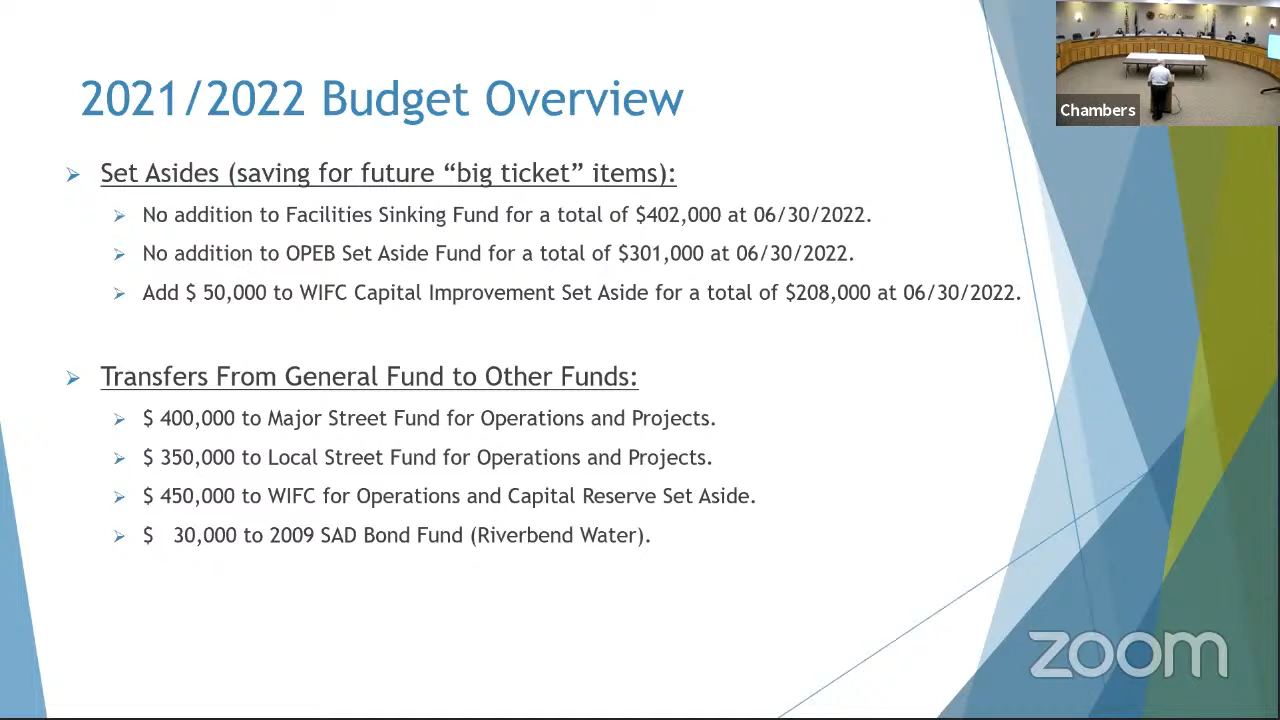 2021/2022 Budget Overview
Set Asides (saving for future “big ticket” items):
No addition to Facilities Sinking Fund for a total of $402,000 at 06/30/2022.
No addition to OPEB Set Aside Fund for a total of $301,000 at 06/30/2022.
Add $ 50,000 to WIFC Capital Improvement Set Aside for a total of $208,000 at 06/30/2022.
Transfers From General Fund to Other Funds:
$ 400,000 to Major Street Fund for Operations and Projects.
$ 350,000 to Local Street Fund for Operations and Projects.
$ 450,000 to WIFC for Operations and Capital Reserve Set Aside.
$ 30,000 to 2009 SAD Bond Fund (Riverbend Water).
Chambers
zoom